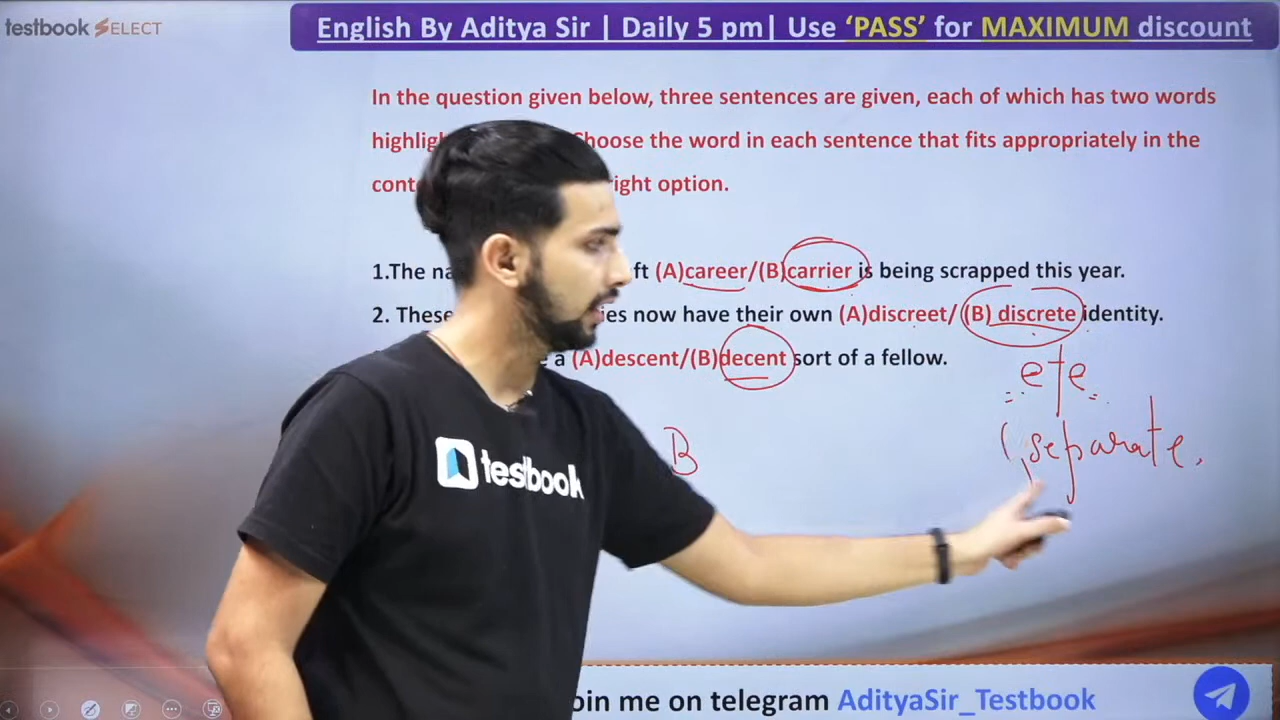 testbook SELECT
English By Aditya Sir | Daily 5 pm| Use ‘PASS’ for MAXIMUM discount
In the question given below, three sentences are given, each of which has two words
highlig Choose the word in each sentence that fits appropriately in the
cont ight option.
1.The na ft (A)career/(B)carrier is being scrapped this year.
2. These ies now have their own (A)discreet/ (B) discrete identity.
e a (A)descent/(B)decent sort of a fellow.
ete
separate.
B
testbook
oin me on telegram AdityaSir_Testbook